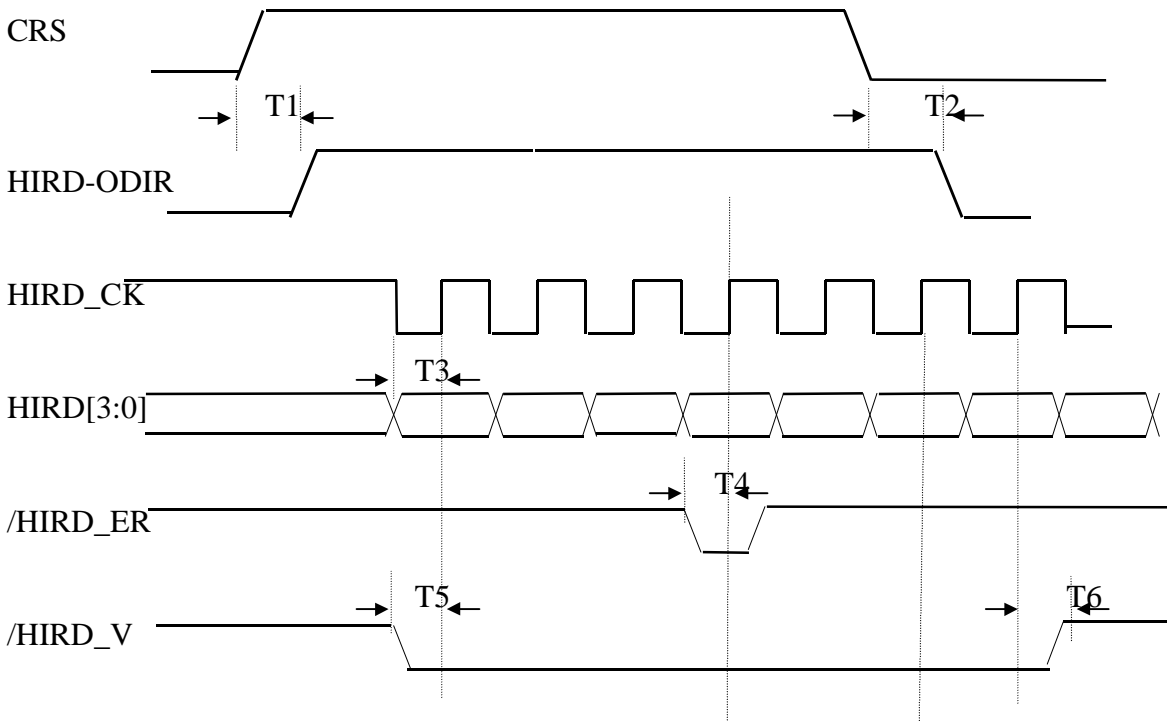 CRS
T1
T2
HIRD-ODIR
HIRD_CK
T3
HIRD[3:0]
T4
/HIRD_ER
T5
T6
/HIRD_V